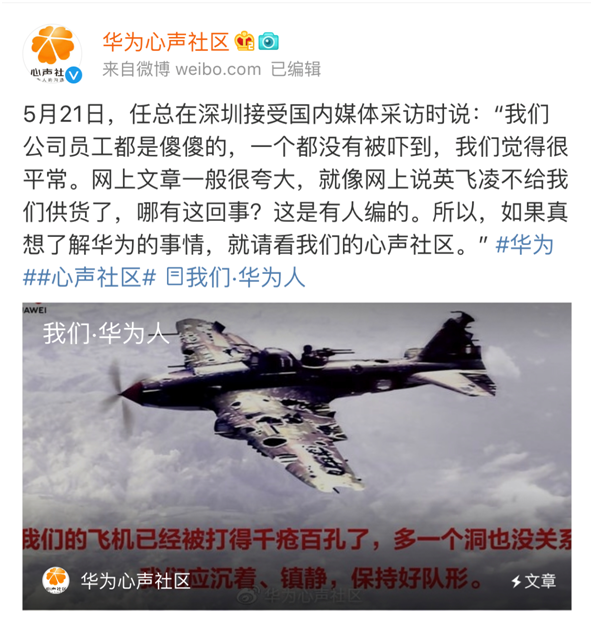 华为心声社区
来自微博 weibo.com 已编辑
心声社区
5月21日，任总在深圳接受国内媒体采访时说：“我们
公司员工都是傻傻的，一个都没有被吓到，我们觉得很
平常。网上文章一般很夸大，就像网上说英飞凌不给我
们供货了，哪有这回事？这是有人编的。所以，如果真
想了解华为的事情，就请看我们的心声社区。” #华为
##心声社区# 我们·华为人
AWEI
我们·华为人
我们的飞机已经被打得千疮百孔了，多一个洞也没关系
我们应沉着、镇静，保持好队形。
华为心声社区
华为心声社区
文章